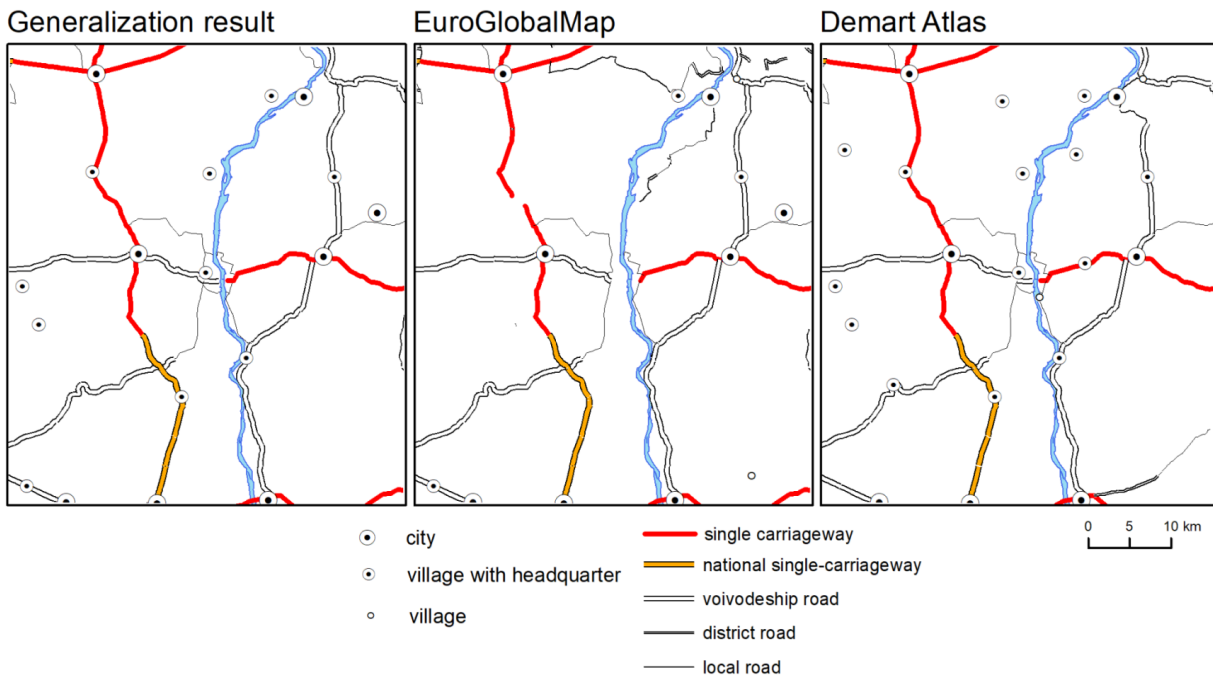 Generalization result
EuroGlobalMap
Demart Atlas
city
village with headquarter
village
single carriageway
national single-carriageway
voivodeship road
district road
local road
0 5 10 km